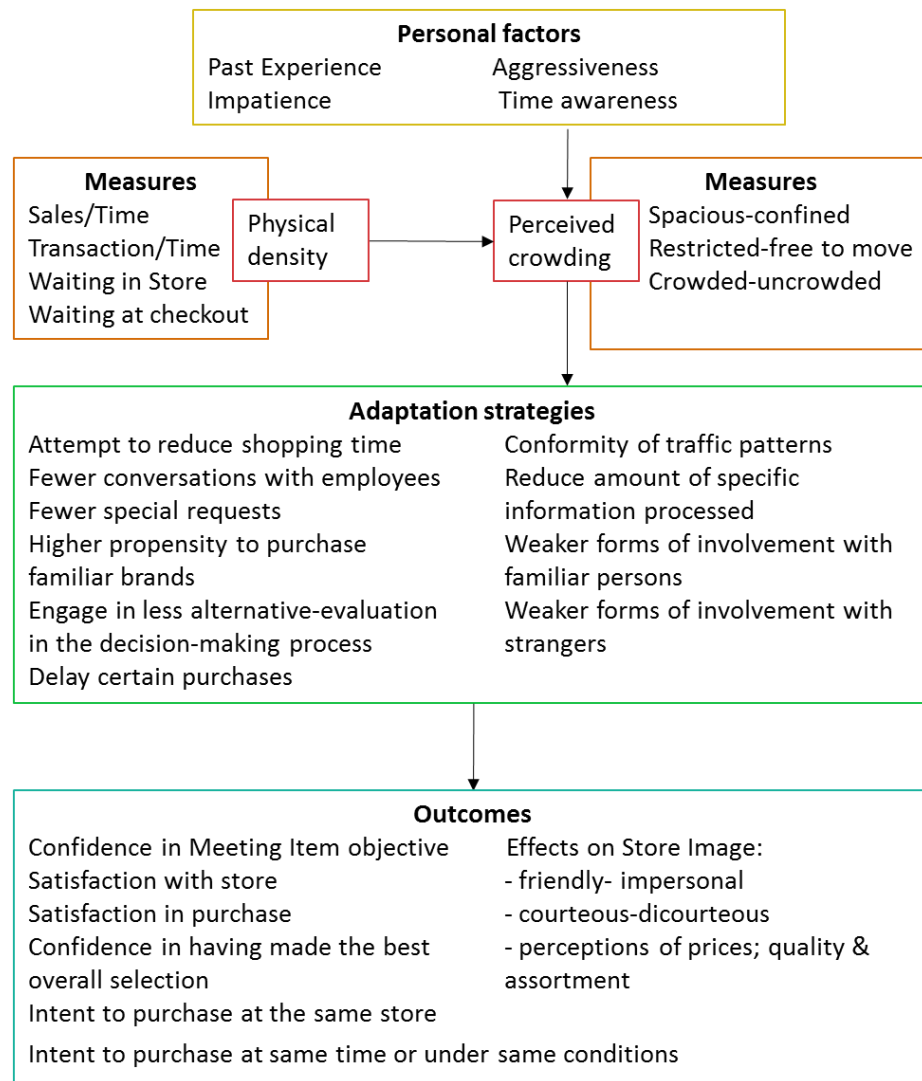 Personal factors
Past Experience Aggressiveness
Impatience Time awareness
Measures
Sales/Time
Transaction/Time
Waiting in Store
Waiting at checkout
Physical
density
Perceived
crowding
Measures
Spacious-confined
Restricted-free to move
Crowded-uncrowded
Adaptation strategies
Attempt to reduce shopping time
Fewer conversations with employees
Fewer special requests
Higher propensity to purchase
familiar brands
Engage in less alternative-evaluation
in the decision-making process
Delay certain purchases
Conformity of traffic patterns
Reduce amount of specific
information processed
Weaker forms of involvement with
familiar persons
Weaker forms of involvement with
strangers
Outcomes
Confidence in Meeting Item objective
Satisfaction with store
Satisfaction in purchase
Confidence in having made the best
overall selection
Intent to purchase at the same store
Intent to purchase at same time or under same conditions
Effects on Store Image:
- friendly- impersonal
- courteous-dicourteous
- perceptions of prices; quality &
assortment